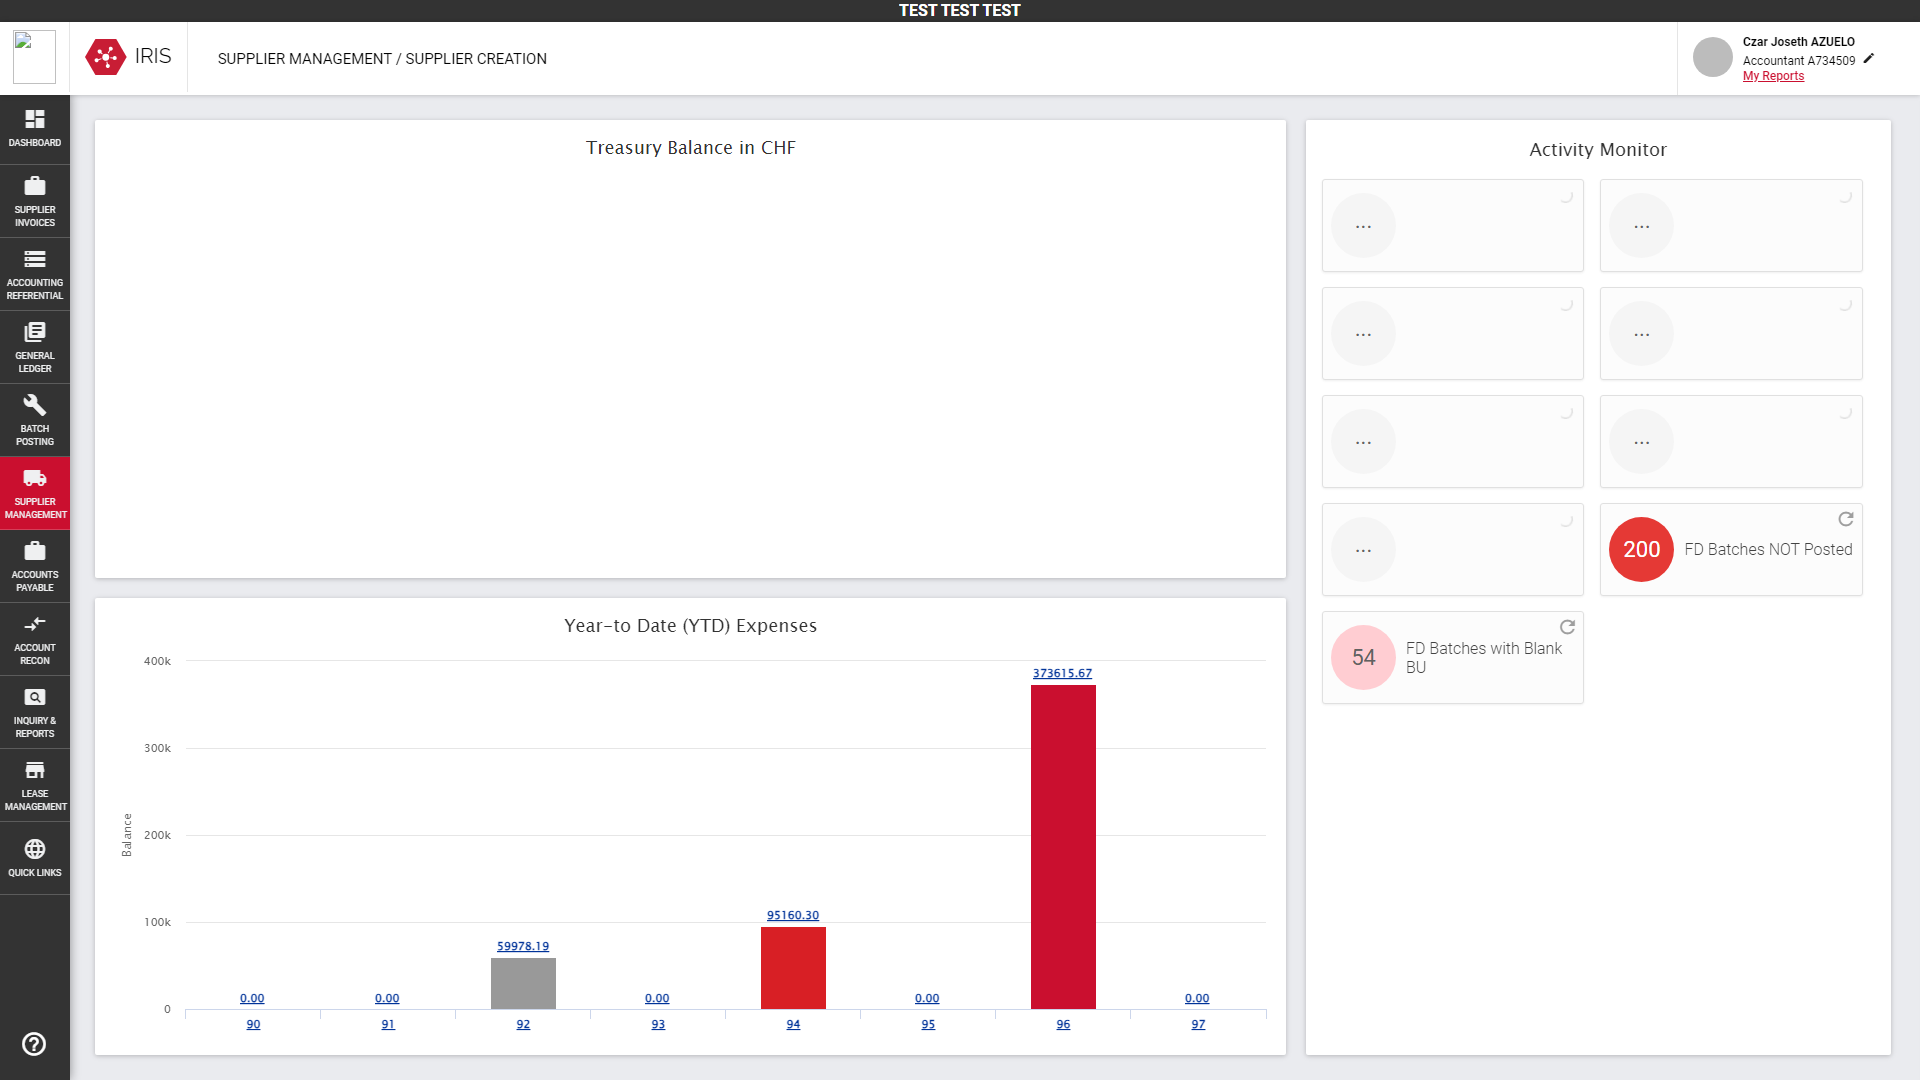 TEST TEST TEST
IRIS
SUPPLIER MANAGEMENT / SUPPLIER CREATION
Czar Joseth AZUELO
Accountant A734509
My Reports
DASHBOARD
SUPPLIER
INVOICES
ACCOUNTING
REFERENTIAL
GENERAL
LEDGER
BATCH
POSTING
SUPPLIER
MANAGEMENT
ACCOUNTS
PAYABLE
ACCOUNT
RECON
INQUIRY &
REPORTS
LEASE
MANAGEMENT
QUICK LINKS
Treasury Balance in CHF
Year-to Date (YTD) Expenses
Balance
400k
300k
200k
100k
0
0.00
0.00
59978.19
0.00
95160.30
0.00
373615.67
0.00
90
91
92
93
94
95
96
97
Activity Monitor
...
...
...
...
...
...
...
200
FD Batches NOT Posted
54
FD Batches with Blank
BU